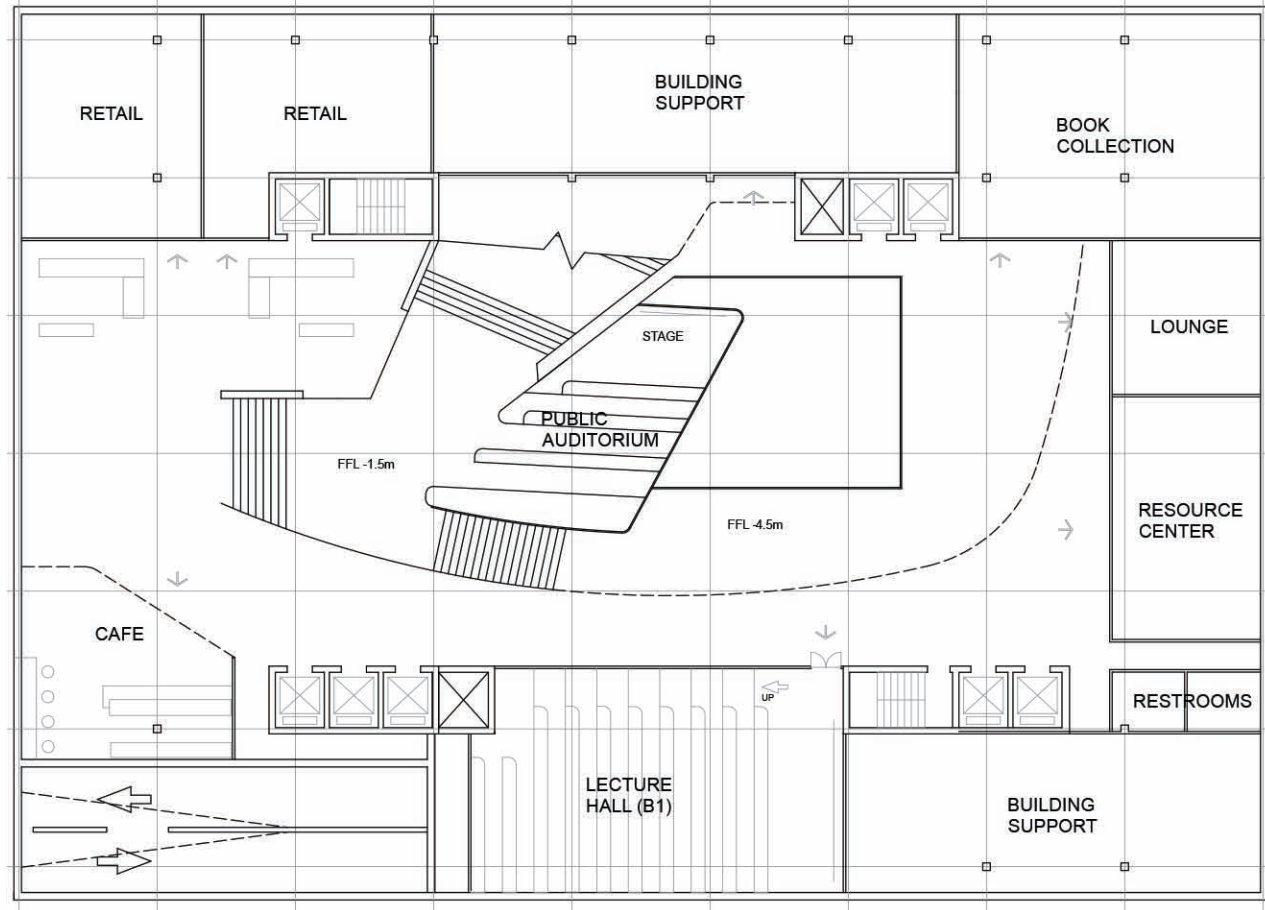 BUILDING
SUPPORT
RETAIL
RETAIL
BOOK
COLLECTION
STAGE
LOUNGE
PUBLIC
AUDITORIUM
FFL -1.5m
RESOURCE
CENTER
FFL -4.5m
CAFE
UP
RESTROOMS
LECTURE
HALL (B1)
BUILDING
SUPPORT